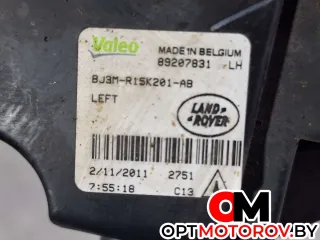 Valeo
MADE IN BELGIUM
89207831 LH
BJ3M-R15K201-AB
LEFT
LAND
ROVER
2/11/2011 2751
7:55:18 C13
MOTORTORG.BY